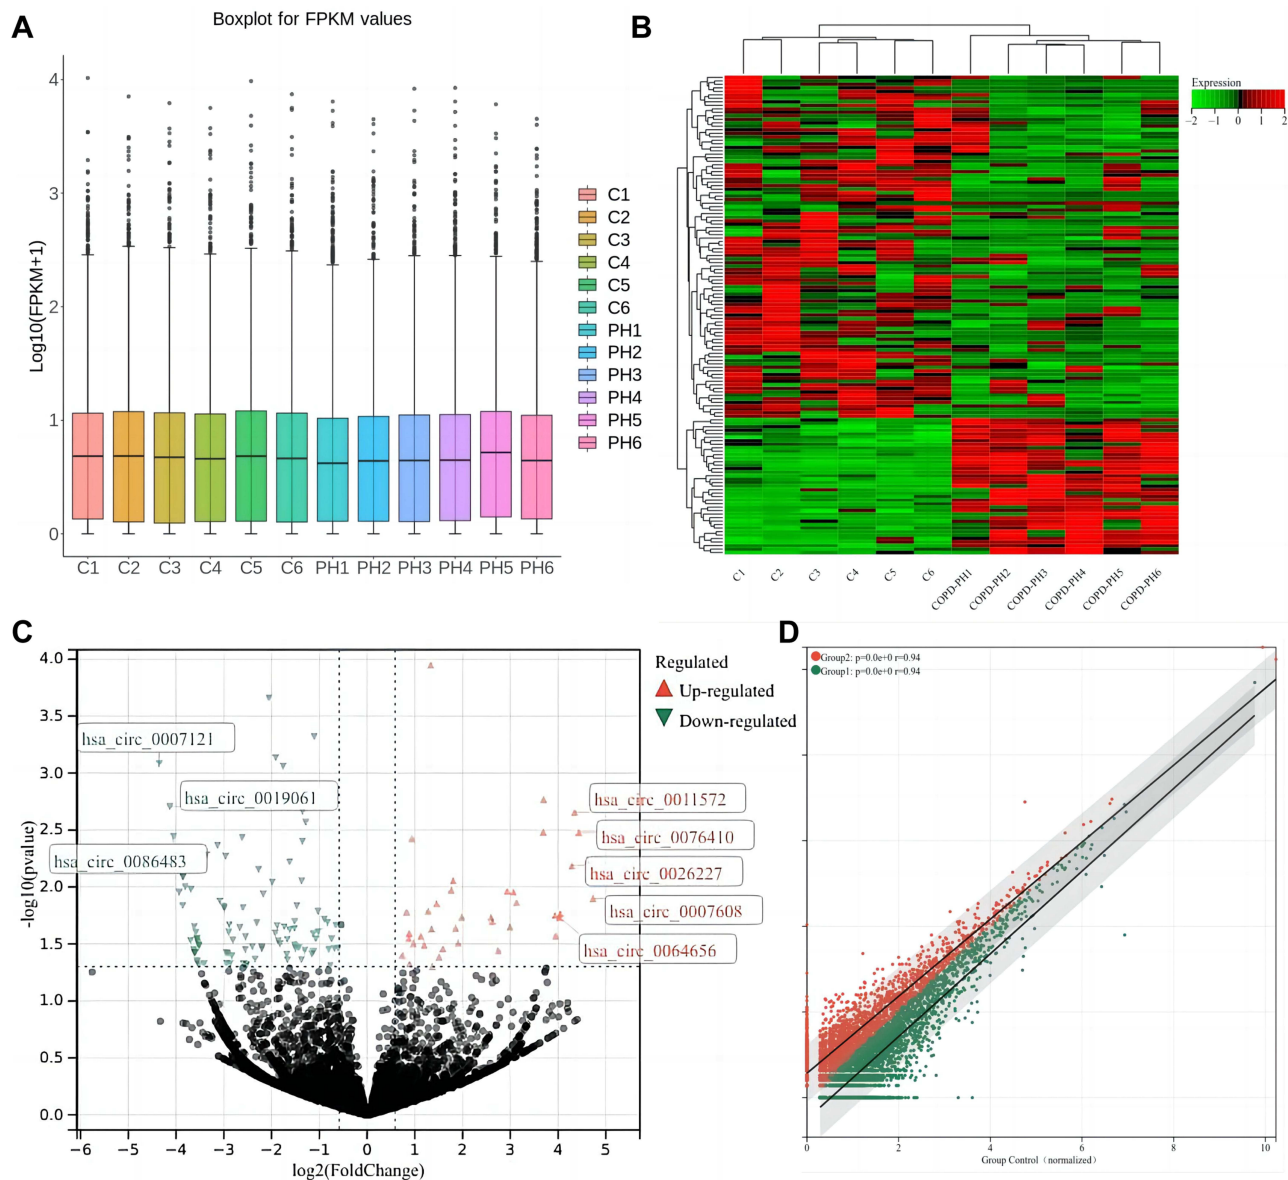 A
Boxplot for FPKM values
Log10(FPKM+1)
4
3
2
1
0
C1 C2 C3 C4 C5 C6 PH1 PH2 PH3 PH4 PH5 PH6
C1
C2
C3
C4
C5
C6
PH1
PH2
PH3
PH4
PH5
PH6
B
Expression
−2 −1 0 1 2
C1 C2 C3 C4 C5 C6 COPD-PH1 COPD-PH2 COPD-PH3 COPD-PH4 COPD-PH5 COPD-PH6
C
-log10(pvalue)
4.0
3.5
3.0
2.5
2.0
1.5
1.0
0.5
0.0
hsa_circ_0007121
hsa_circ_0019061
hsa_circ_0086483
hsa_circ_0011572
hsa_circ_0076410
hsa_circ_0026227
hsa_circ_0007608
hsa_circ_0064656
−6 −5 −4 −3 −2 −1 0 1 2 3 4 5
log2(FoldChange)
Regulated
Up-regulated
Down-regulated
D
Group2: p=0.0e+0 r=0.94
Group1: p=0.0e+0 r=0.94
0 2 4 6 8 10
Group Control (normalized)